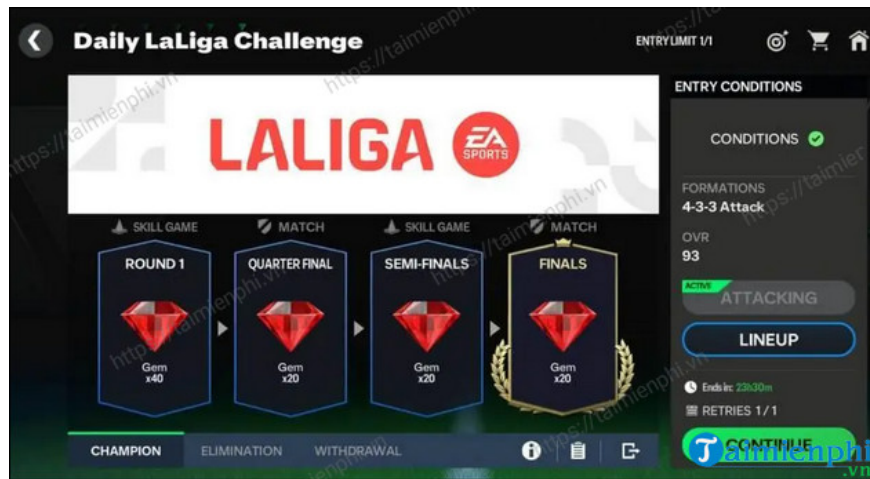 Daily LaLiga Challenge
ENTRY LIMIT 1/1
ENTRY CONDITIONS
LALIGA
EA
SPORTS
CONDITIONS
FORMATIONS
4-3-3 Attack
OVR
93
ACTIVE
ATTACKING
LINEUP
Ends in: 23h30m
RETRIES 1/1
CONTINUE
SKILL GAME
MATCH
SKILL GAME
MATCH
ROUND 1
QUARTER FINAL
SEMI-FINALS
FINALS
Gem
x40
Gem
x20
Gem
x20
Gem
x20
CHAMPION
ELIMINATION
WITHDRAWAL
Taimienphi
.vn
https://taimienphi.vn